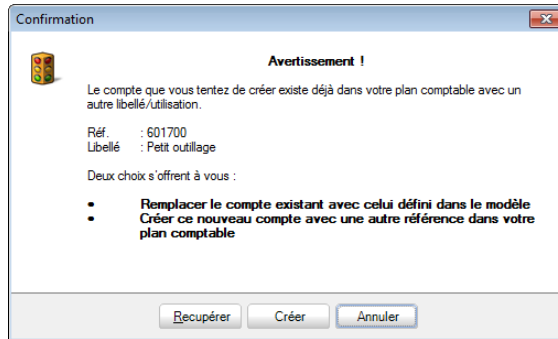 Confirmation
Avertissement !
Le compte que vous tentez de créer existe déjà dans votre plan comptable avec un
autre libellé/utilisation.
Réf. : 601700
Libellé : Petit outillage
Deux choix s'offrent à vous :
• Remplacer le compte existant avec celui défini dans le modèle
• Créer ce nouveau compte avec une autre référence dans votre
plan comptable
Recupérer Créer Annuler